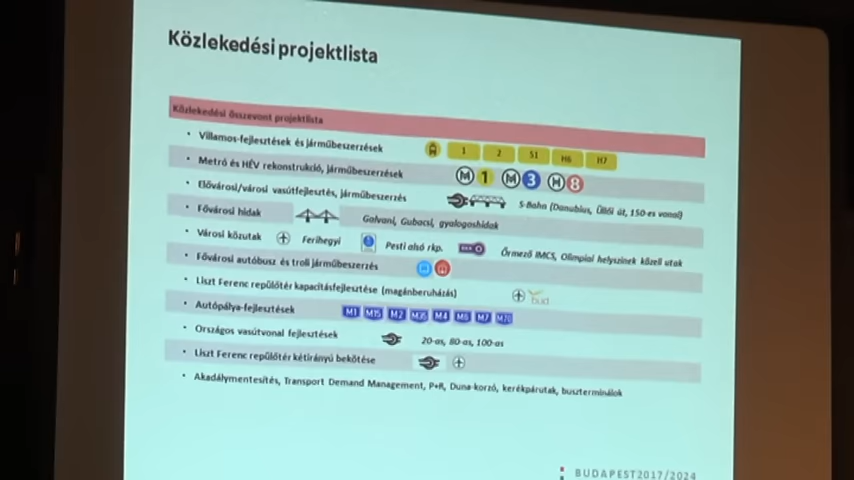 Közlekedési projektlista
Közlekedési összevont projektlista
• Villamos-fejlesztések és járműbeszerzések 1 2 51 H6 H7
• Metró és HÉV rekonstrukció, járműbeszerzések M 1 M 3 M 8
• Elővárosi/városi vasútfejlesztés, járműbeszerzés S-Bahn (Danubius, Üllői út, 150-es vonal)
• Fővárosi hidak Galvani, Gubacsi, gyalogoshidak
• Városi közutak Ferihegyi Pesti alsó rkp. Őrmező IMCS, Olimpiai helyszínek közeli utak
• Fővárosi autóbusz és troli járműbeszerzés
• Liszt Ferenc repülőtér kapacitásfejlesztése (magánberuházás) bud
• Autópálya-fejlesztések M1 M15 M2 M35 M4 M6 M7 M70
• Országos vasútvonal fejlesztések 20-as, 80-as, 100-as
• Liszt Ferenc repülőtér kétirányú bekötése
• Akadálymentesítés, Transport Demand Management, P+R, Duna-korzó, kerékpárutak, buszterminálok
BUDAPEST2017/2024